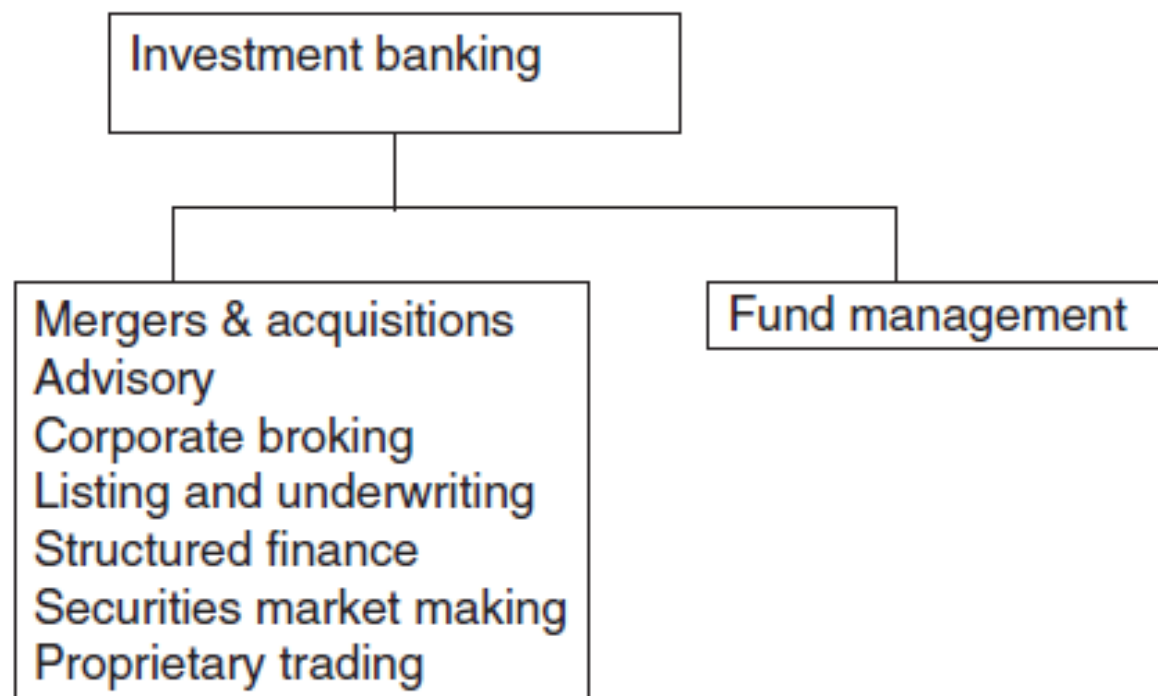 Investment banking
Mergers & acquisitions
Advisory
Corporate broking
Listing and underwriting
Structured finance
Securities market making
Proprietary trading
Fund management